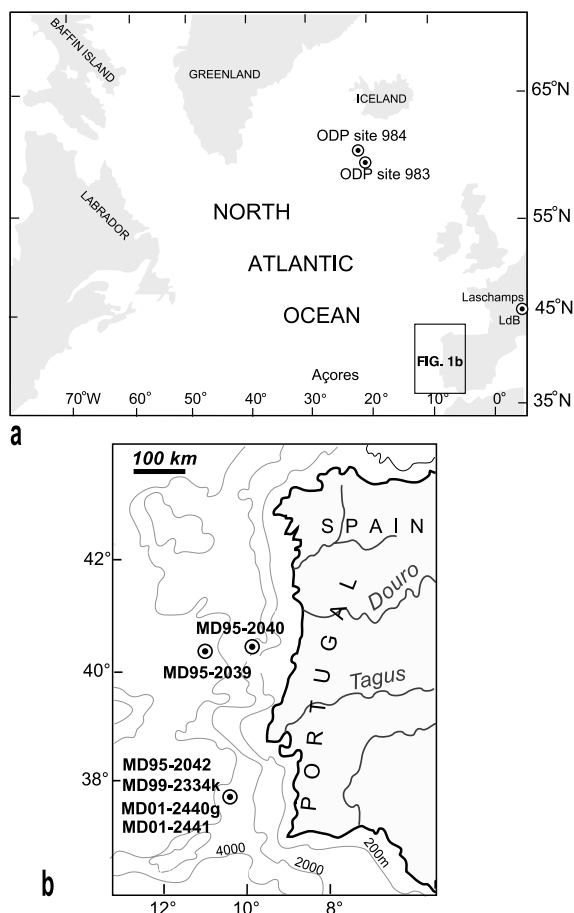 BAFFIN ISLAND
GREENLAND
ICELAND
65°N
ODP site 984
ODP site 983
LABRADOR
NORTH
55°N
ATLANTIC
Laschamps
OCEAN
45°N
LdB
FIG. 1b
Açores
70°W 60° 50° 40° 30° 20° 10° 0°
35°N
a
100 km
SPAIN
42°
Douro
PORTUGAL
MD95-2040
40°
MD95-2039
Tagus
MD95-2042
38°
MD99-2334k
MD01-2440g
MD01-2441
4000
2000
200m
b
12° 10° 8°